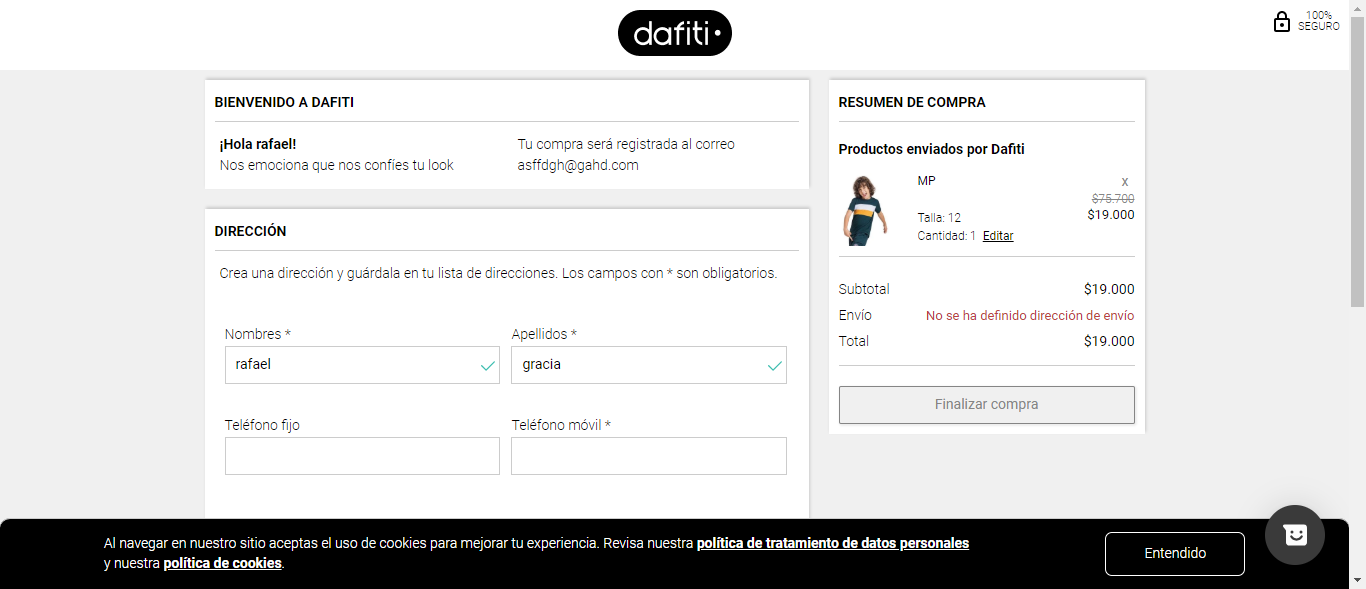 dafiti
100%
SEGURO
BIENVENIDO A DAFITI
¡Hola rafael!
Nos emociona que nos confíes tu look
Tu compra será registrada al correo
asffdgh@gahd.com
DIRECCIÓN
Crea una dirección y guárdala en tu lista de direcciones. Los campos con * son obligatorios.
Nombres *
rafael
Apellidos *
gracia
Teléfono fijo
Teléfono móvil *
RESUMEN DE COMPRA
Productos enviados por Dafiti
MP
X
$75.700
$19.000
Talla: 12
Cantidad: 1 Editar
Subtotal $19.000
Envío No se ha definido dirección de envío
Total $19.000
Finalizar compra
Al navegar en nuestro sitio aceptas el uso de cookies para mejorar tu experiencia. Revisa nuestra política de tratamiento de datos personales
y nuestra política de cookies.
Entendido